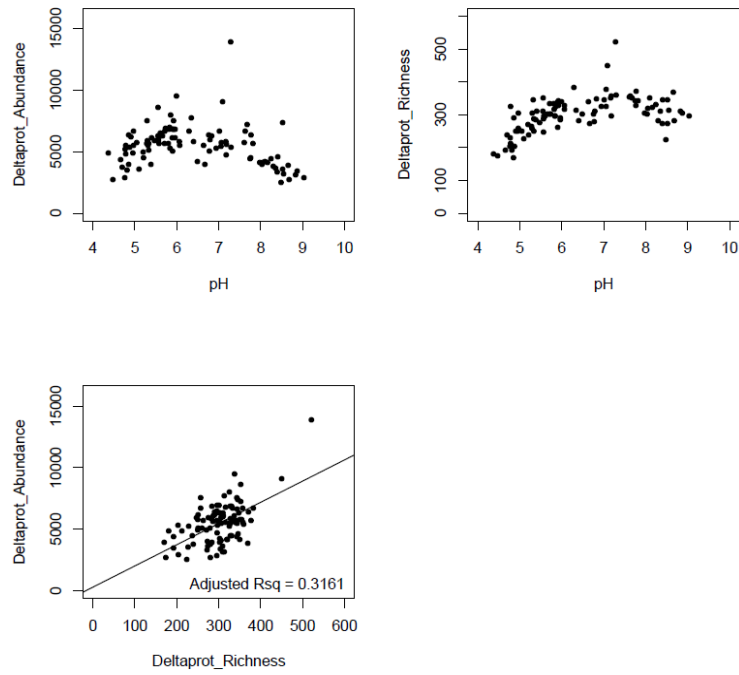 Deltaprot_Abundance
0 5000 10000 15000
4 5 6 7 8 9 10
pH
Deltaprot_Richness
0 100 300 500
4 5 6 7 8 9 10
pH
Deltaprot_Abundance
0 5000 10000 15000
Adjusted Rsq = 0.3161
0 100 200 300 400 500 600
Deltaprot_Richness